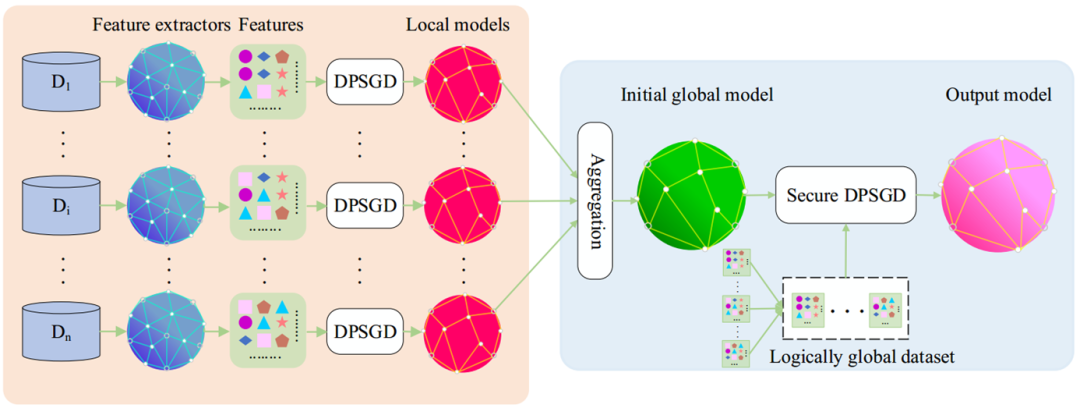 Feature extractors
Features
Local models
D1
DPSGD
Di
DPSGD
Dn
DPSGD
Aggregation
Initial global model
Output model
Secure DPSGD
Logically global dataset